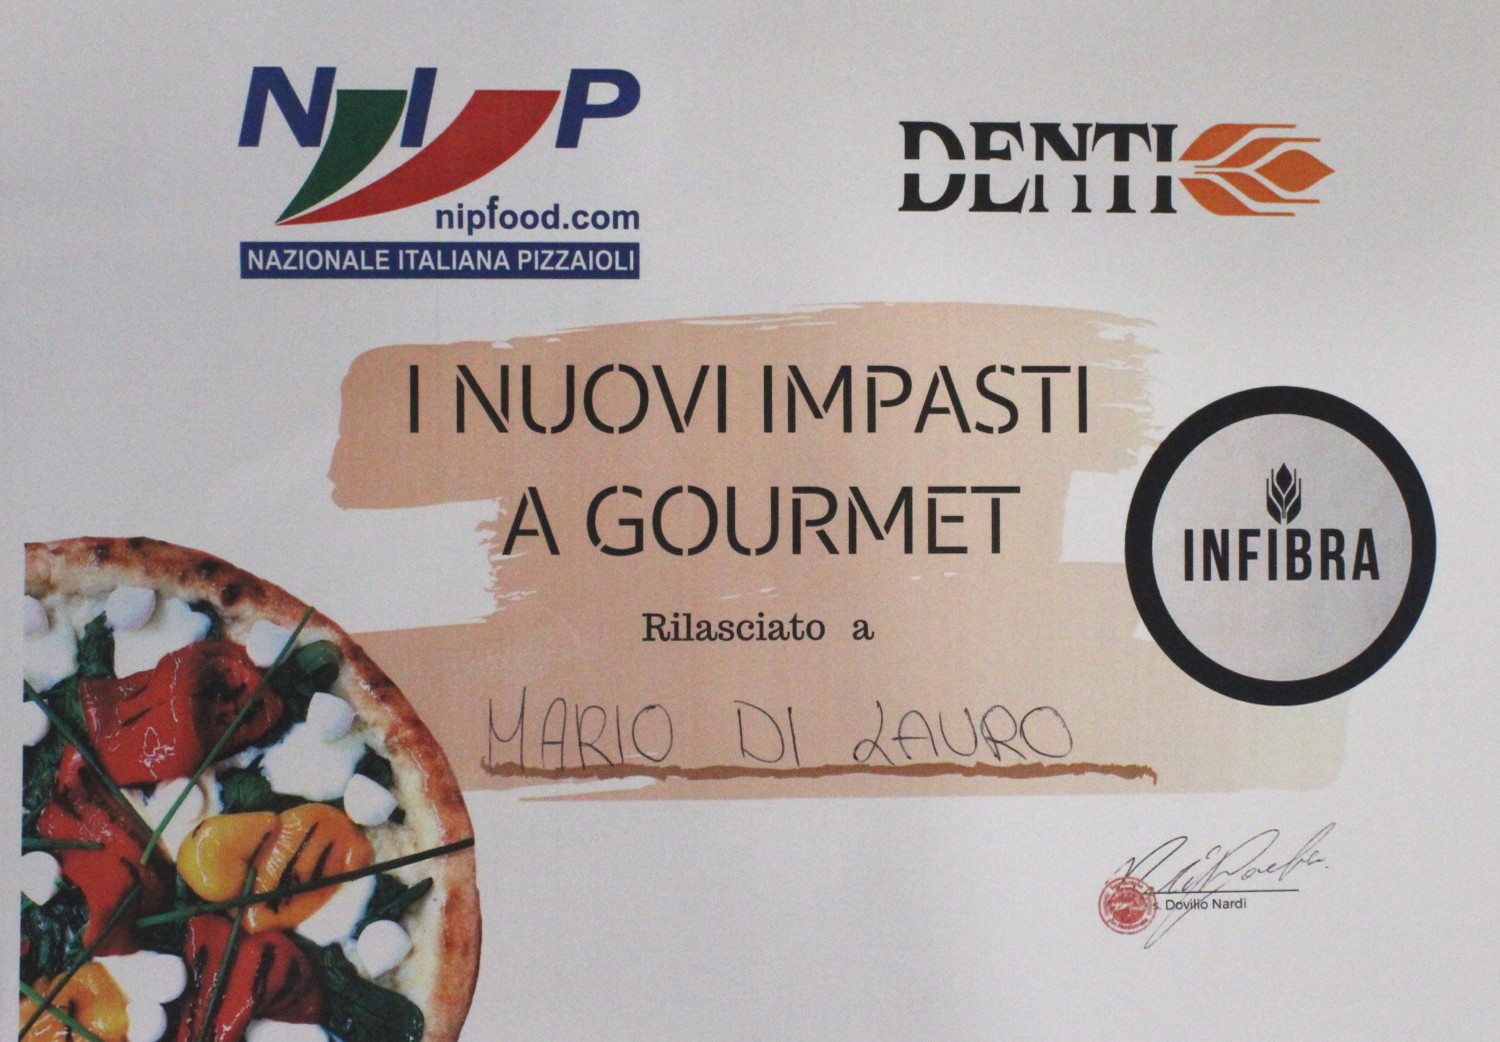 NIP
nipfood.com
NAZIONALE ITALIANA PIZZAIOLI
DENTI
I NUOVI IMPASTI
A GOURMET
INFIBRA
Rilasciato a
MARIO DI LAURO
s. Dovilio Nardi